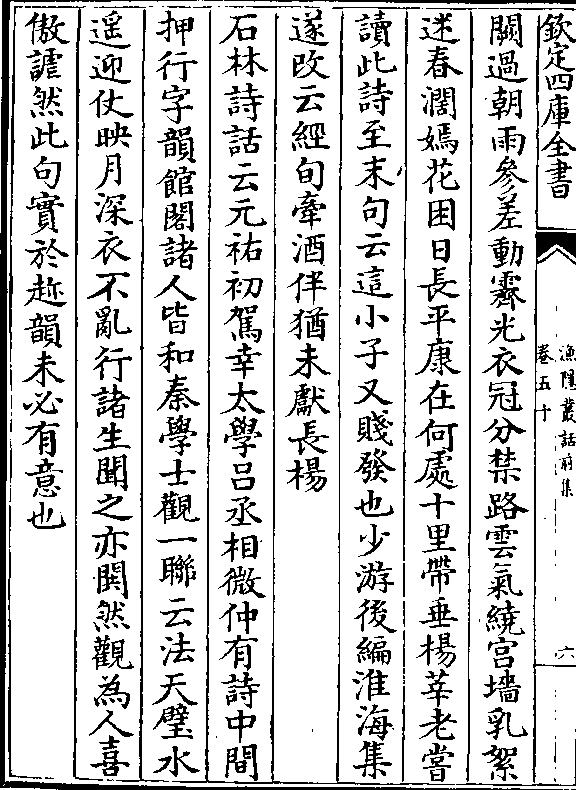 欽定四庫全書
漁隱叢話前集
卷五十
六
闕過朝雨參差動霽光衣冠分禁路雲氣繞宫墻乳絮
迷春濶嫣花困日長平康在何處十里帶垂楊莘老嘗
讀此詩至末句云這小子又賤發也少游後編淮海集
遂改云經旬牽酒伴猶未獻長楊
石林詩話云元祐初駕幸太學吕丞相微仲有詩中間
押行字韻館閣諸人皆和秦學士觀一聯云法天璧水
遥迎仗映月深衣不亂行諸生聞之亦閧然觀為人喜
傲謔然此句實於趂韻未必有意也